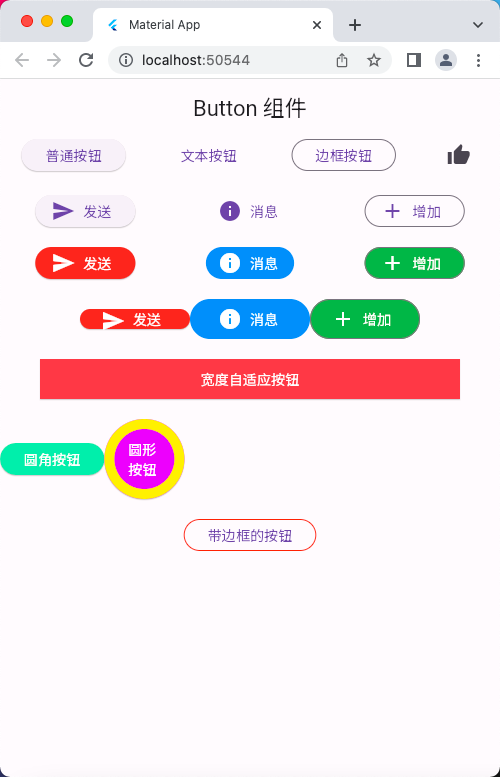 Material App
localhost:50544
Button 组件
普通按钮 文本按钮 边框按钮
发送 消息 增加
发送 消息 增加
发送 消息 增加
宽度自适应按钮
圆角按钮
圆形
按钮
带边框的按钮